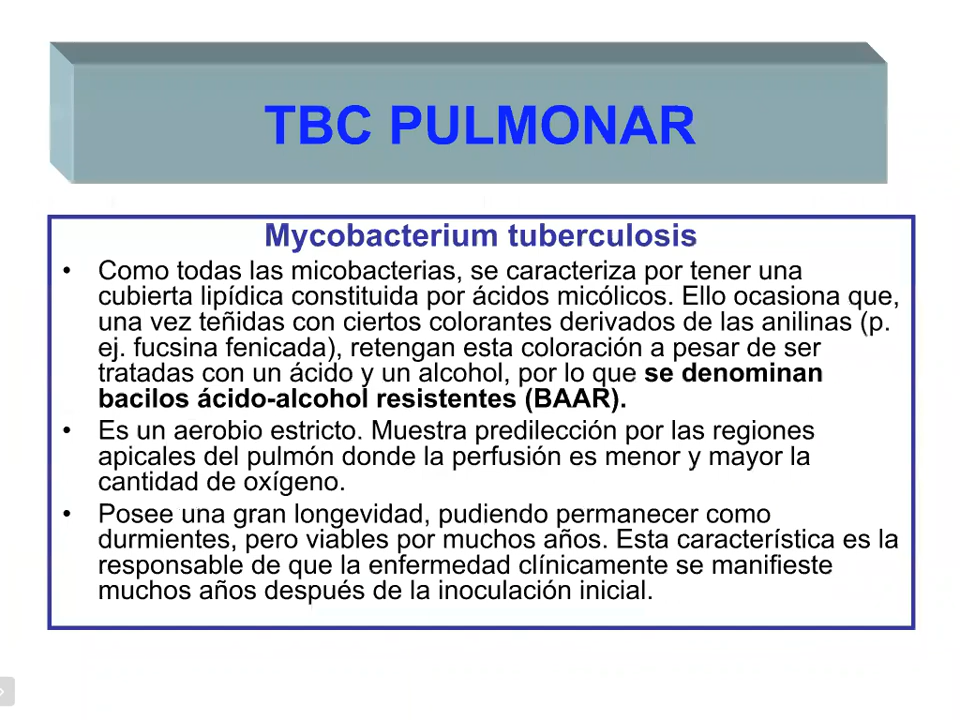 TBC PULMONAR
Mycobacterium tuberculosis
• Como todas las micobacterias, se caracteriza por tener una
cubierta lipídica constituida por ácidos micólicos. Ello ocasiona que,
una vez teñidas con ciertos colorantes derivados de las anilinas (p.
ej. fucsina fenicada), retengan esta coloración a pesar de ser
tratadas con un ácido y un alcohol, por lo que se denominan
bacilos ácido-alcohol resistentes (BAAR).
• Es un aerobio estricto. Muestra predilección por las regiones
apicales del pulmón donde la perfusión es menor y mayor la
cantidad de oxígeno.
• Posee una gran longevidad, pudiendo permanecer como
durmientes, pero viables por muchos años. Esta característica es la
responsable de que la enfermedad clínicamente se manifieste
muchos años después de la inoculación inicial.